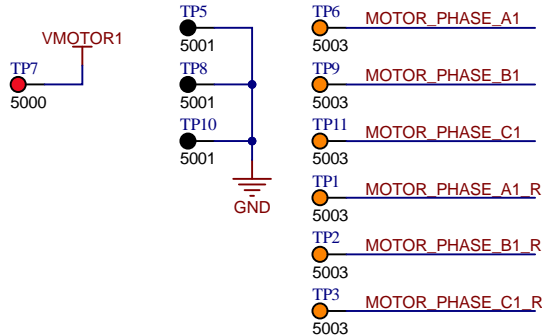 VMOTOR1
TP7
5000
TP5
5001
TP8
5001
TP10
5001
GND
TP6
MOTOR_PHASE_A1
5003
TP9
MOTOR_PHASE_B1
5003
TP11
MOTOR_PHASE_C1
5003
TP1
MOTOR_PHASE_A1_R
5003
TP2
MOTOR_PHASE_B1_R
5003
TP3
MOTOR_PHASE_C1_R
5003